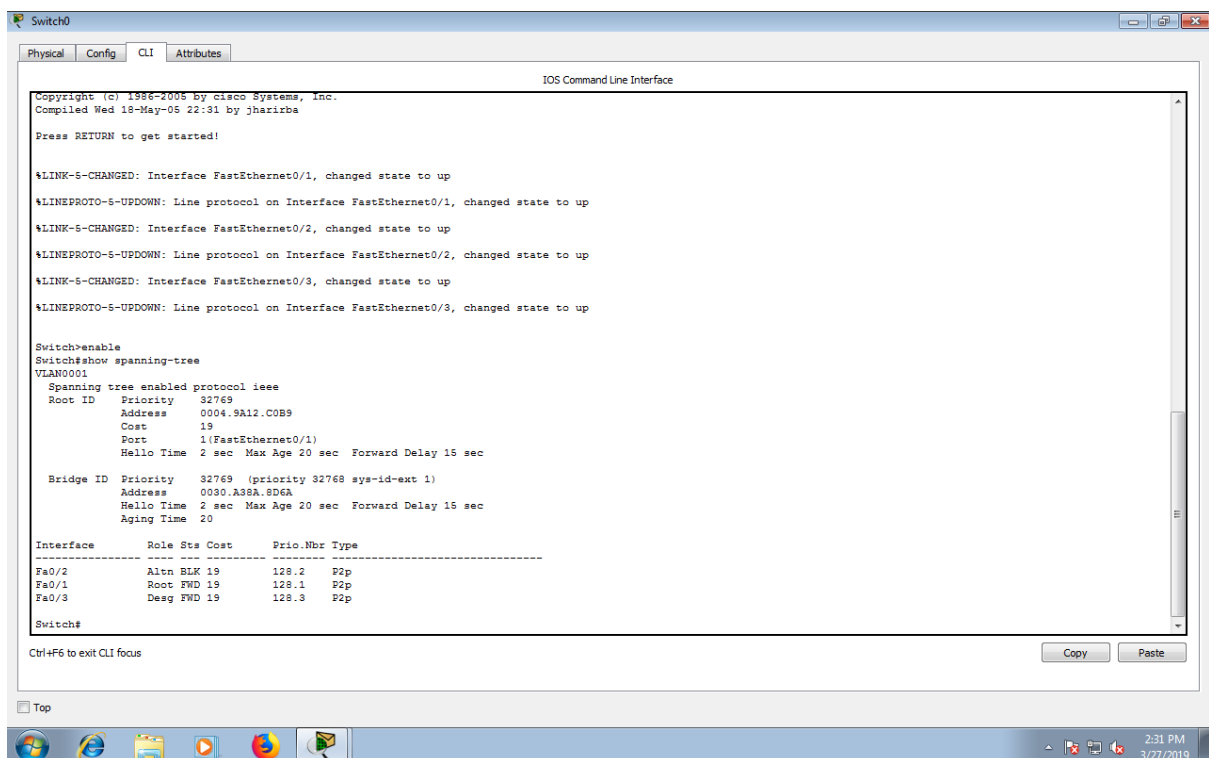 Switch0
Physical Config CLI Attributes
IOS Command Line Interface
Copyright (c) 1986-2005 by cisco Systems, Inc.
Compiled Wed 18-May-05 22:31 by jharirba
Press RETURN to get started!
%LINK-5-CHANGED: Interface FastEthernet0/1, changed state to up
%LINEPROTO-5-UPDOWN: Line protocol on Interface FastEthernet0/1, changed state to up
%LINK-5-CHANGED: Interface FastEthernet0/2, changed state to up
%LINEPROTO-5-UPDOWN: Line protocol on Interface FastEthernet0/2, changed state to up
%LINK-5-CHANGED: Interface FastEthernet0/3, changed state to up
%LINEPROTO-5-UPDOWN: Line protocol on Interface FastEthernet0/3, changed state to up
Switch>enable
Switch#show spanning-tree
VLAN0001
Spanning tree enabled protocol ieee
Root ID Priority 32769
Address 0004.9A12.C0B9
Cost 19
Port 1(FastEthernet0/1)
Hello Time 2 sec Max Age 20 sec Forward Delay 15 sec
Bridge ID Priority 32769 (priority 32768 sys-id-ext 1)
Address 0030.A38A.8D6A
Hello Time 2 sec Max Age 20 sec Forward Delay 15 sec
Aging Time 20
Interface Role Sts Cost Prio.Nbr Type
---------------- ---- --- --------- -------- --------------------------------
Fa0/2 Altn BLK 19 128.2 P2p
Fa0/1 Root FWD 19 128.1 P2p
Fa0/3 Desg FWD 19 128.3 P2p
Switch#
Ctrl+F6 to exit CLI focus
Copy Paste
Top
2:31 PM
3/27/2019